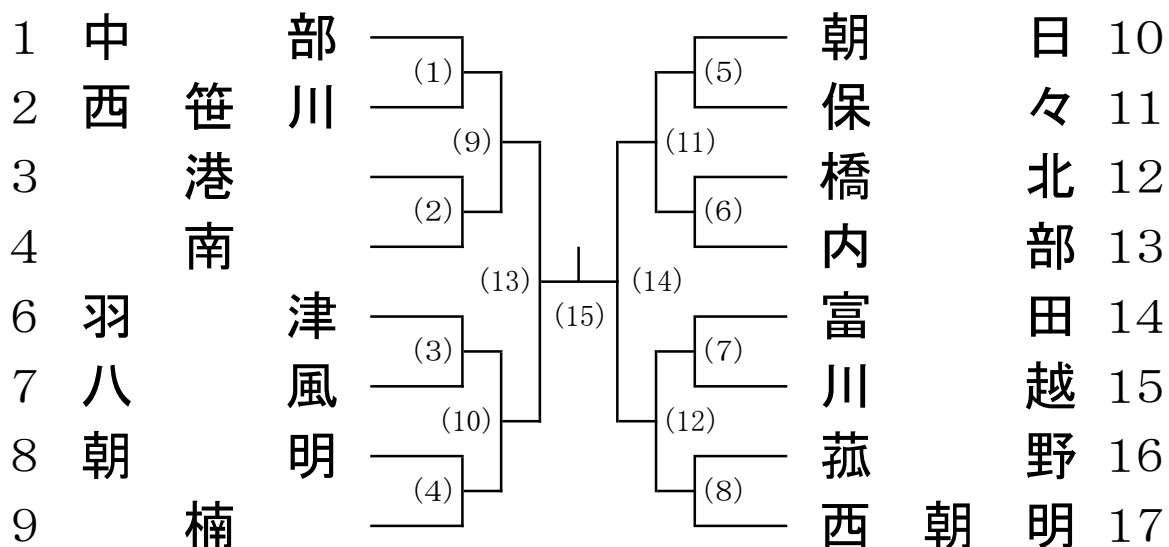 1 中部
(1)
2 西笹川
(9)
3 港
(2)
4 南
(13)
6 羽津
(3)
7 八風
(10)
8 朝明
(4)
9 楠
(15)
朝日 10
(5)
保々 11
(11)
橋北 12
(6)
内部 13
(14)
富田 14
(7)
川越 15
(12)
菰野 16
(8)
西朝明 17